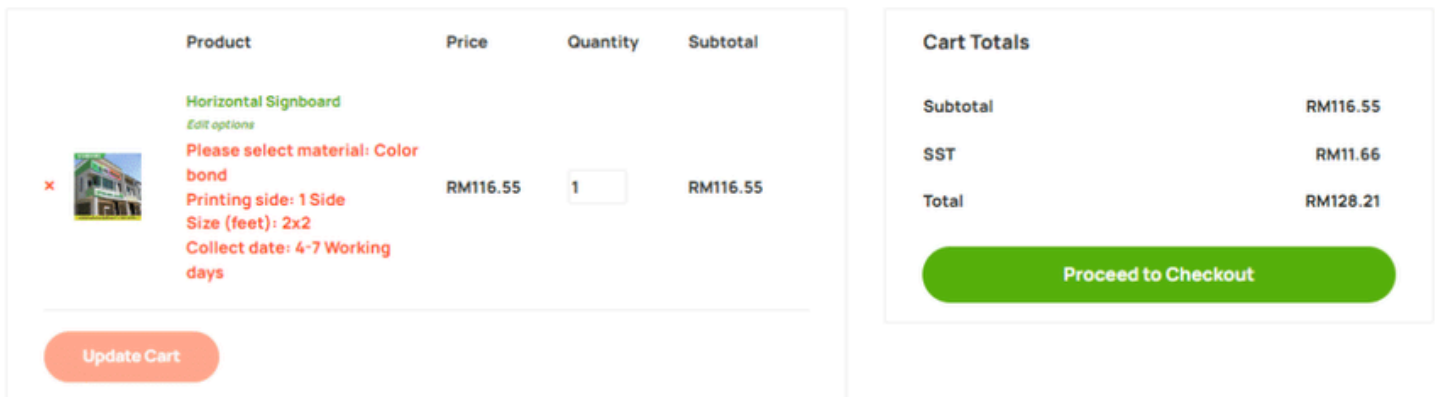 Product Price Quantity Subtotal
Horizontal Signboard
Edit options
Please select material: Color
bond
Printing side: 1 Side
Size (feet): 2x2
Collect date: 4-7 Working
days
× RM116.55 1 RM116.55
Update Cart
Cart Totals
Subtotal RM116.55
SST RM11.66
Total RM128.21
Proceed to Checkout